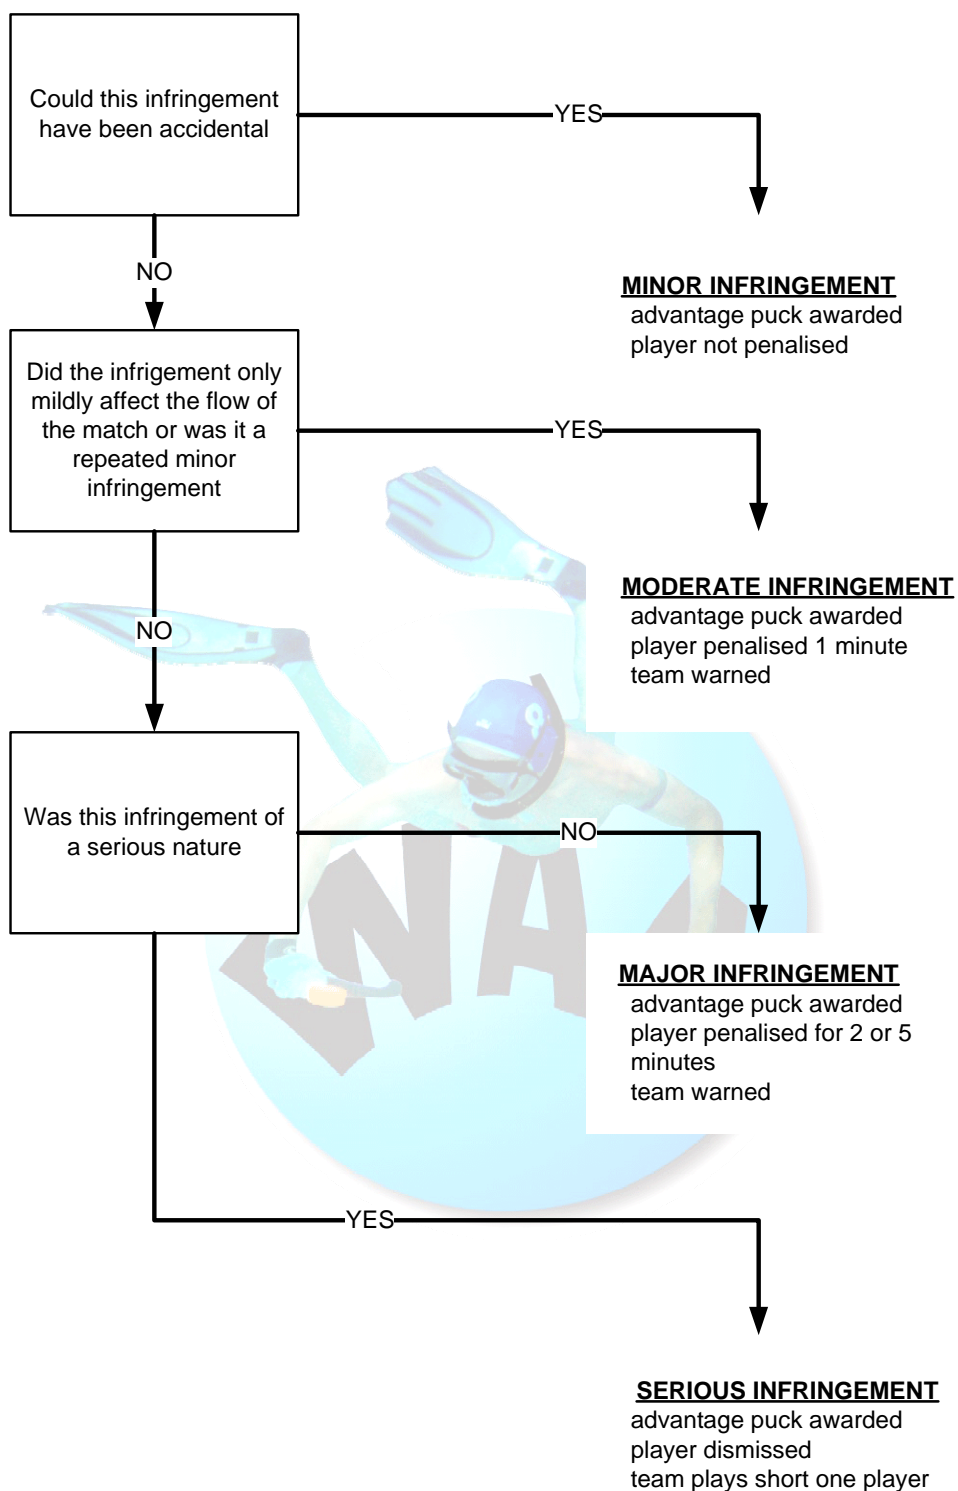 Could this infringement
have been accidental
YES
NO
MINOR INFRINGEMENT
advantage puck awarded
player not penalised
Did the infrigement only
mildly affect the flow of
the match or was it a
repeated minor
infringement
YES
NO
MODERATE INFRINGEMENT
advantage puck awarded
player penalised 1 minute
team warned
Was this infringement of
a serious nature
NO
MAJOR INFRINGEMENT
advantage puck awarded
player penalised for 2 or 5
minutes
team warned
YES
SERIOUS INFRINGEMENT
advantage puck awarded
player dismissed
team plays short one player